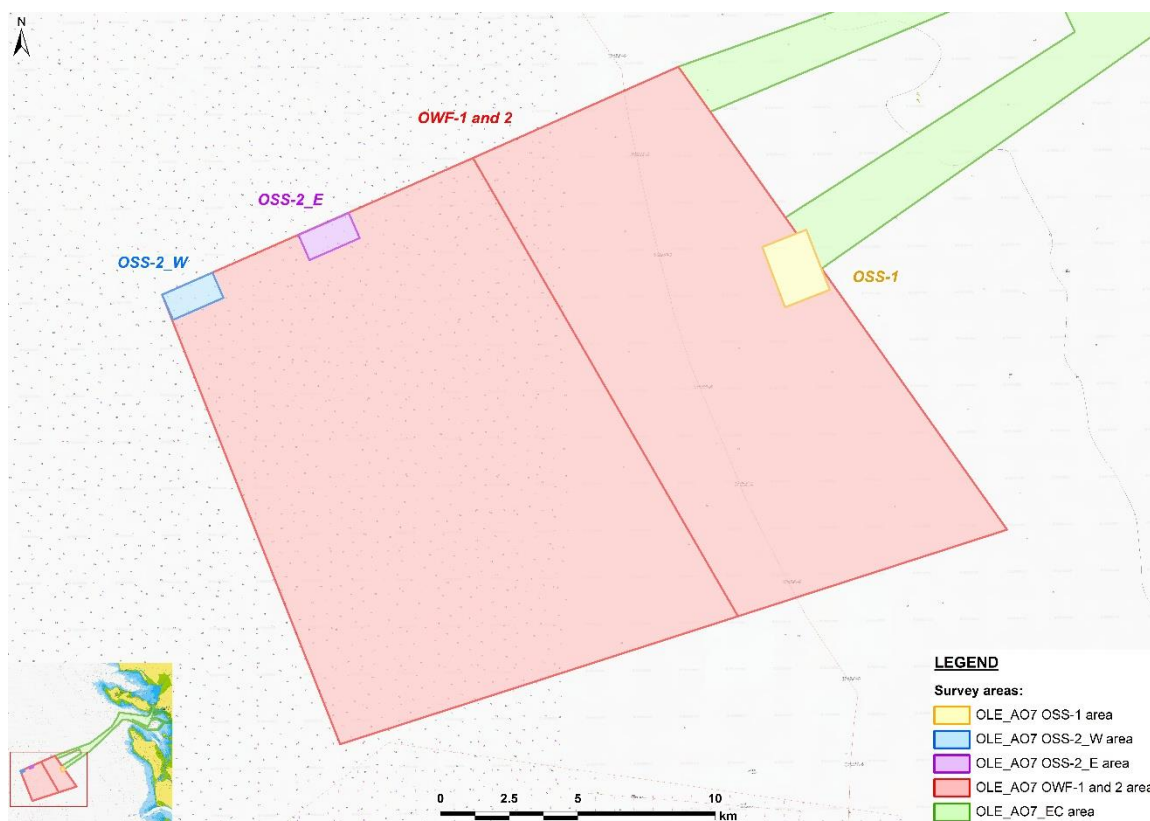 N
OWF-1 and 2
OSS-2_E
OSS-2_W
OSS-1
LEGEND
Survey areas:
OLE_AO7 OSS-1 area
OLE_AO7 OSS-2_W area
OLE_AO7 OSS-2_E area
OLE_AO7 OWF-1 and 2 area
OLE_AO7_EC area
0 2.5 5 10
km